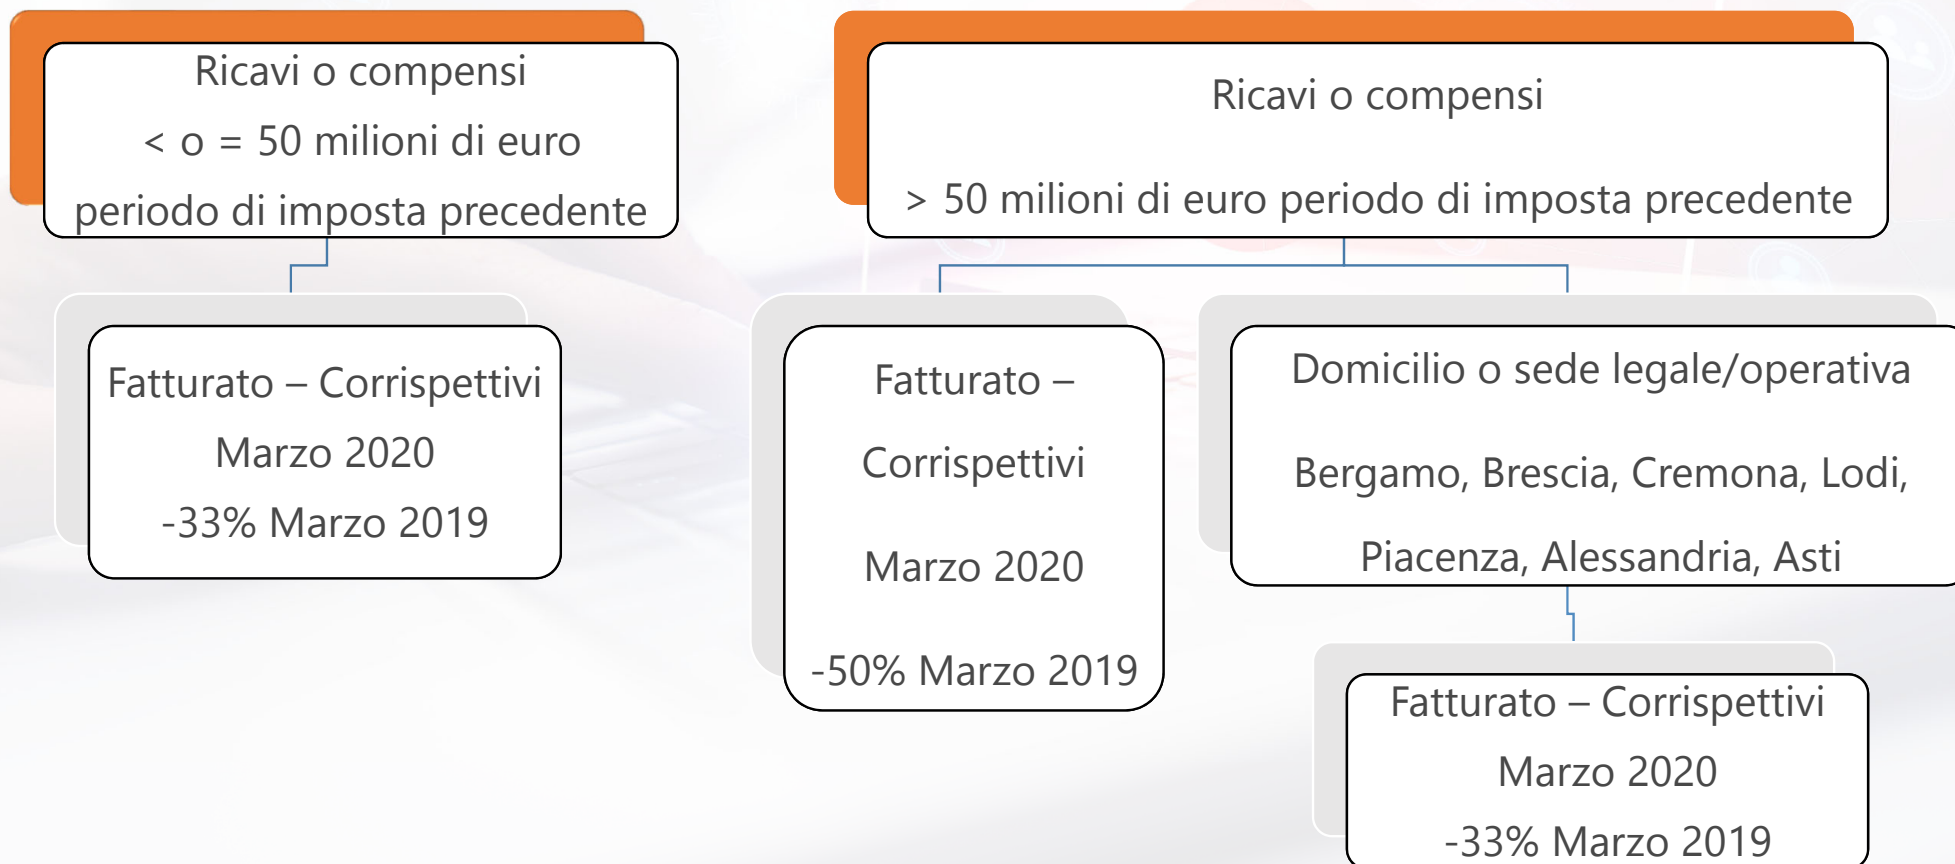 Ricavi o compensi
< o = 50 milioni di euro
periodo di imposta precedente
Fatturato – Corrispettivi
Marzo 2020
-33% Marzo 2019
Ricavi o compensi
> 50 milioni di euro periodo di imposta precedente
Fatturato –
Corrispettivi
Marzo 2020
-50% Marzo 2019
Domicilio o sede legale/operativa
Bergamo, Brescia, Cremona, Lodi,
Piacenza, Alessandria, Asti
Fatturato – Corrispettivi
Marzo 2020
-33% Marzo 2019